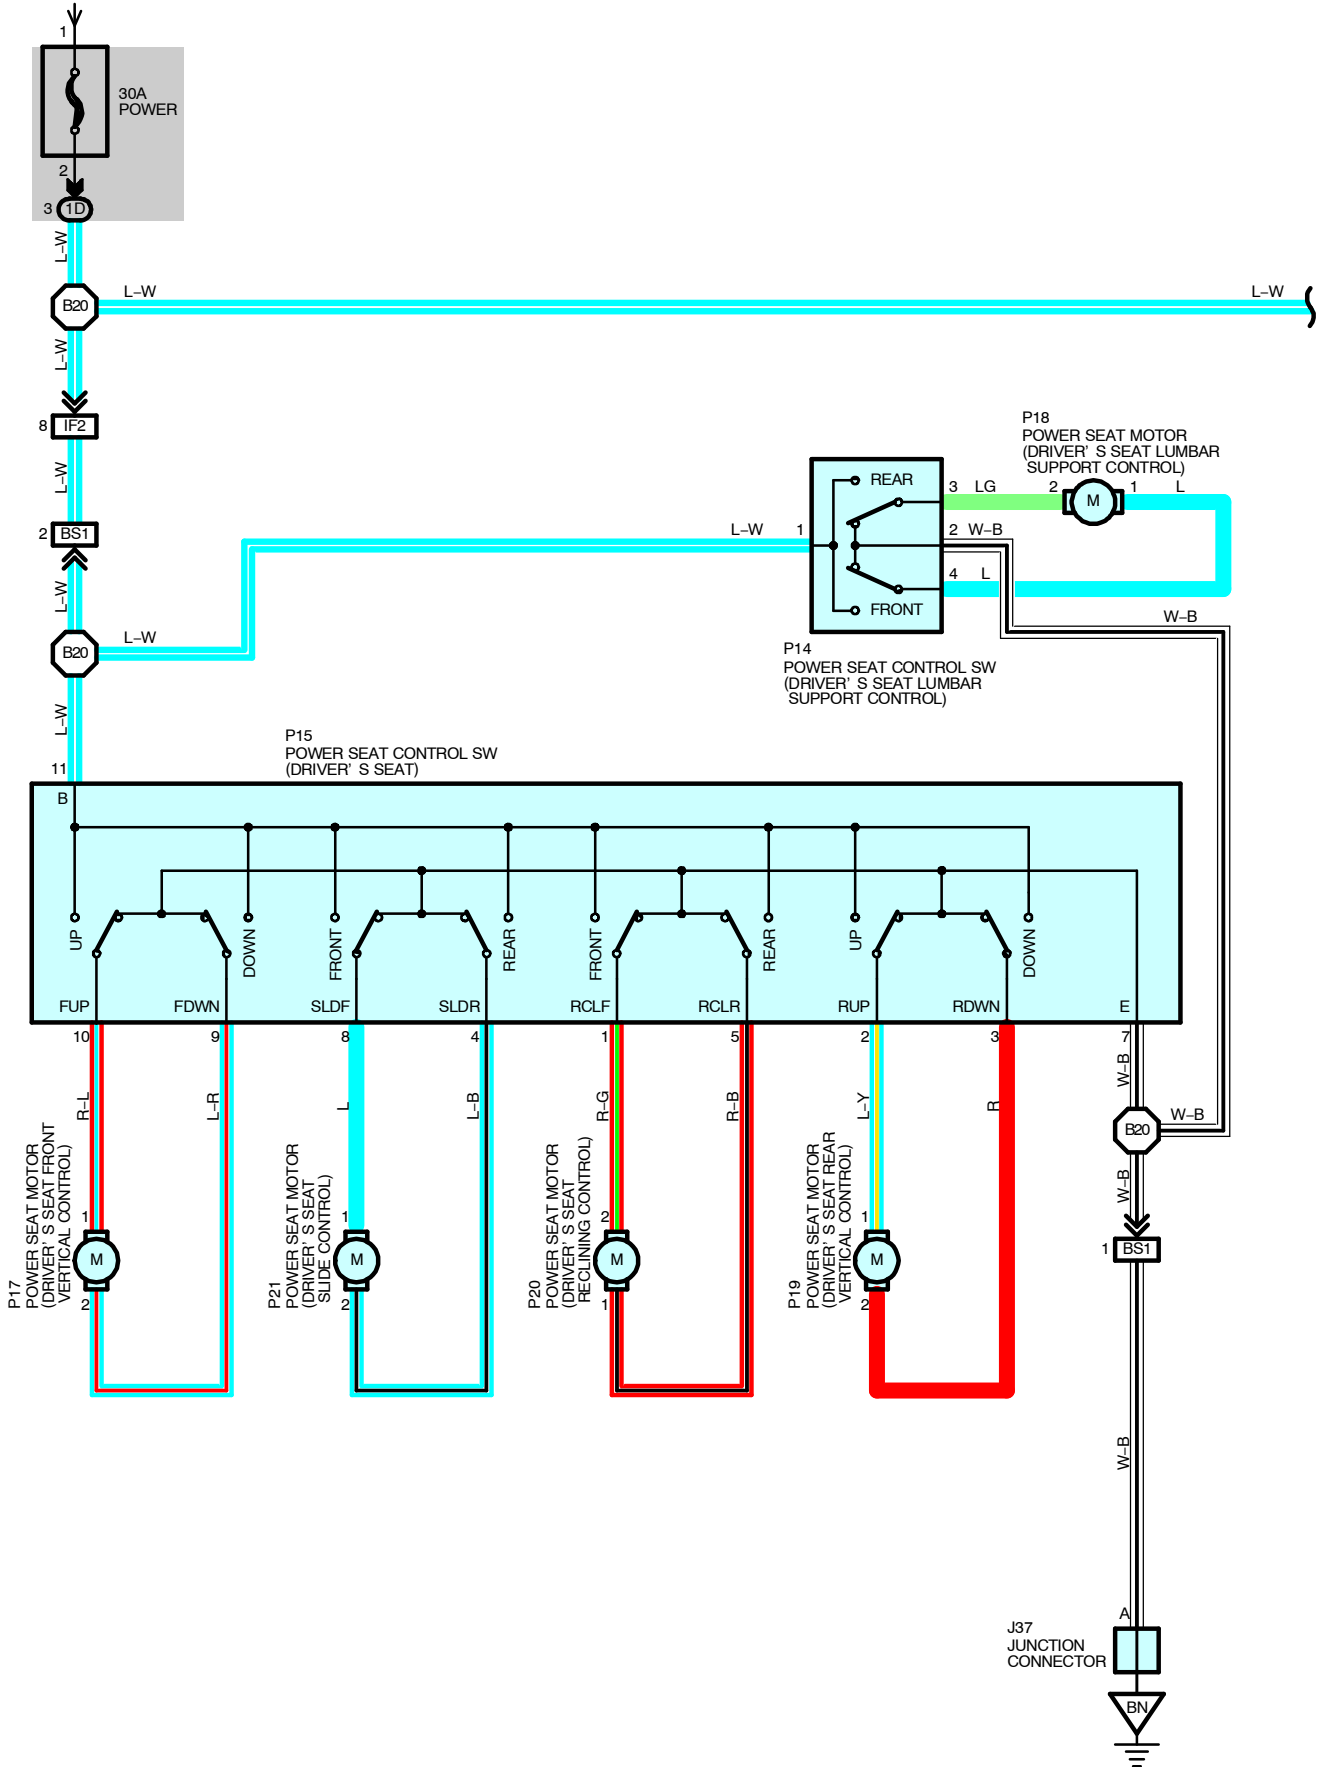 1
30A
POWER
2
3 1D
L-W
B20
L-W
L-W
L-W
8 IF2
L-W
2 BS1
L-W
B20
L-W
L-W
P18
POWER SEAT MOTOR
(DRIVER' S SEAT LUMBAR
SUPPORT CONTROL)
REAR
3 LG
2 M 1 L
L-W 1
2 W-B
4 L
FRONT
W-B
P14
POWER SEAT CONTROL SW
(DRIVER' S SEAT LUMBAR
SUPPORT CONTROL)
P15
POWER SEAT CONTROL SW
(DRIVER' S SEAT)
11
B
UP
DOWN
FRONT
REAR
FRONT
REAR
UP
DOWN
FUP FDWN SLDF SLDR RCLF RCLR RUP RDWN E
10 9 8 4 1 5 2 3 7
R-L
L-R
L
L-B
R-G
R-B
L-Y
R
W-B
B20
W-B
W-B
P17
POWER SEAT MOTOR
(DRIVER' S SEAT FRONT
VERTICAL CONTROL)
1
M
2
P21
POWER SEAT MOTOR
(DRIVER' S SEAT
SLIDE CONTROL)
1
M
2
P20
POWER SEAT MOTOR
(DRIVER' S SEAT
RECLINING CONTROL)
2
M
1
P19
POWER SEAT MOTOR
(DRIVER' S SEAT REAR
VERTICAL CONTROL)
1
M
2
1 BS1
W-B
A
J37
JUNCTION
CONNECTOR
BN